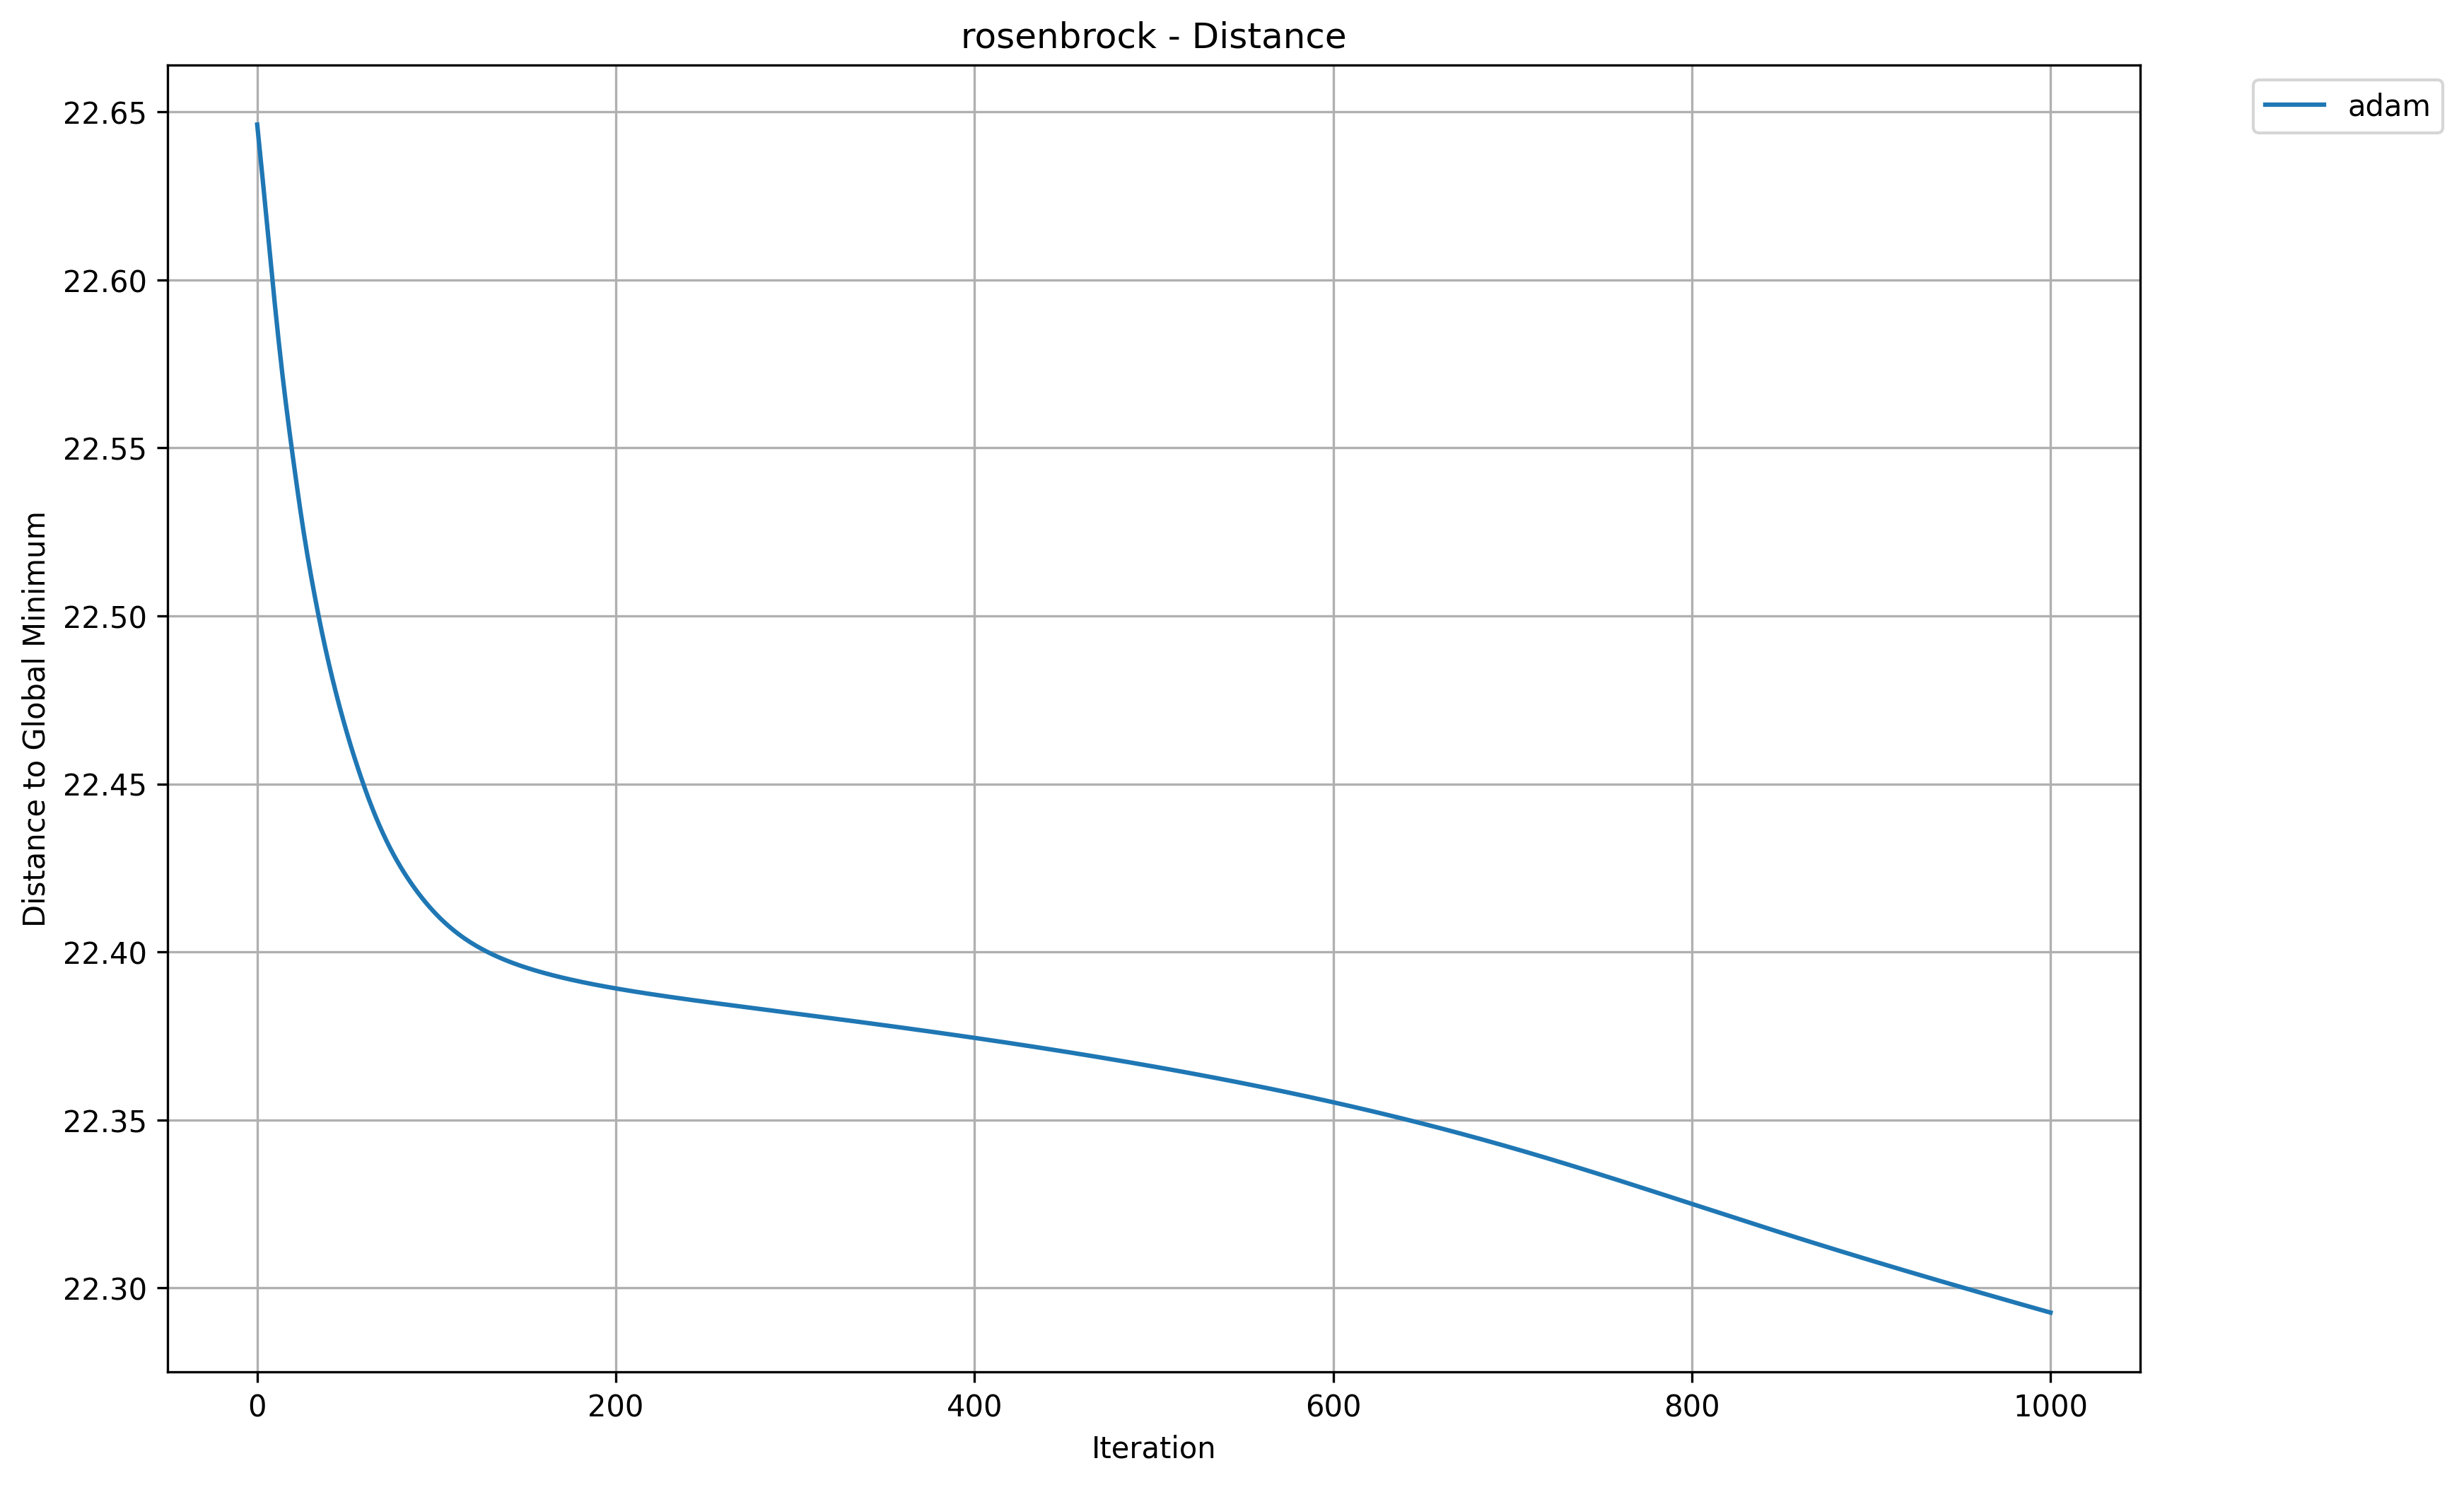 rosenbrock - Distance
adam
Distance to Global Minimum
22.65
22.60
22.55
22.50
22.45
22.40
22.35
22.30
0 200 400 600 800 1000
Iteration